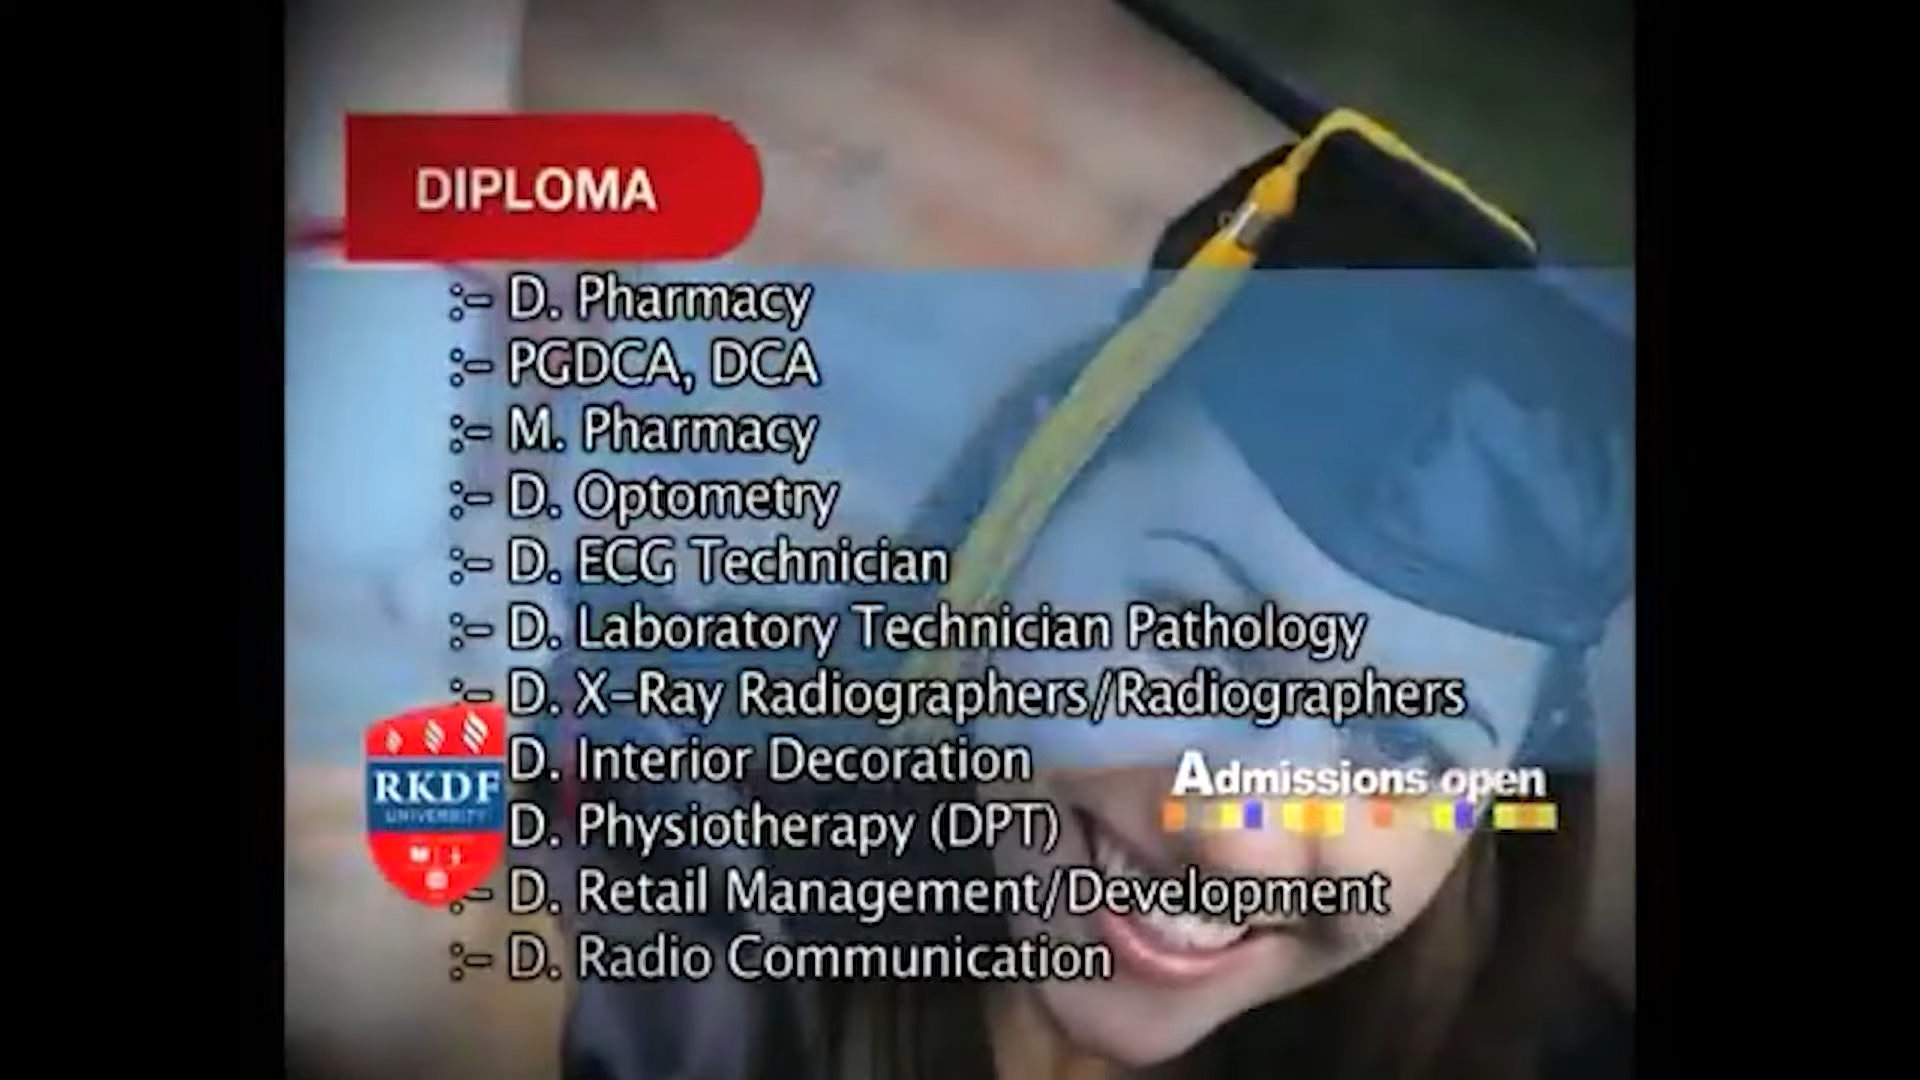 DIPLOMA
:- D. Pharmacy
:- PGDCA, DCA
:- M. Pharmacy
:- D. Optometry
:- D. ECG Technician
:- D. Laboratory Technician Pathology
:- D. X-Ray Radiographers/Radiographers
D. Interior Decoration
D. Physiotherapy (DPT)
:- D. Retail Management/Development
:- D. Radio Communication
RKDF
UNIVERSITY
Admissions open